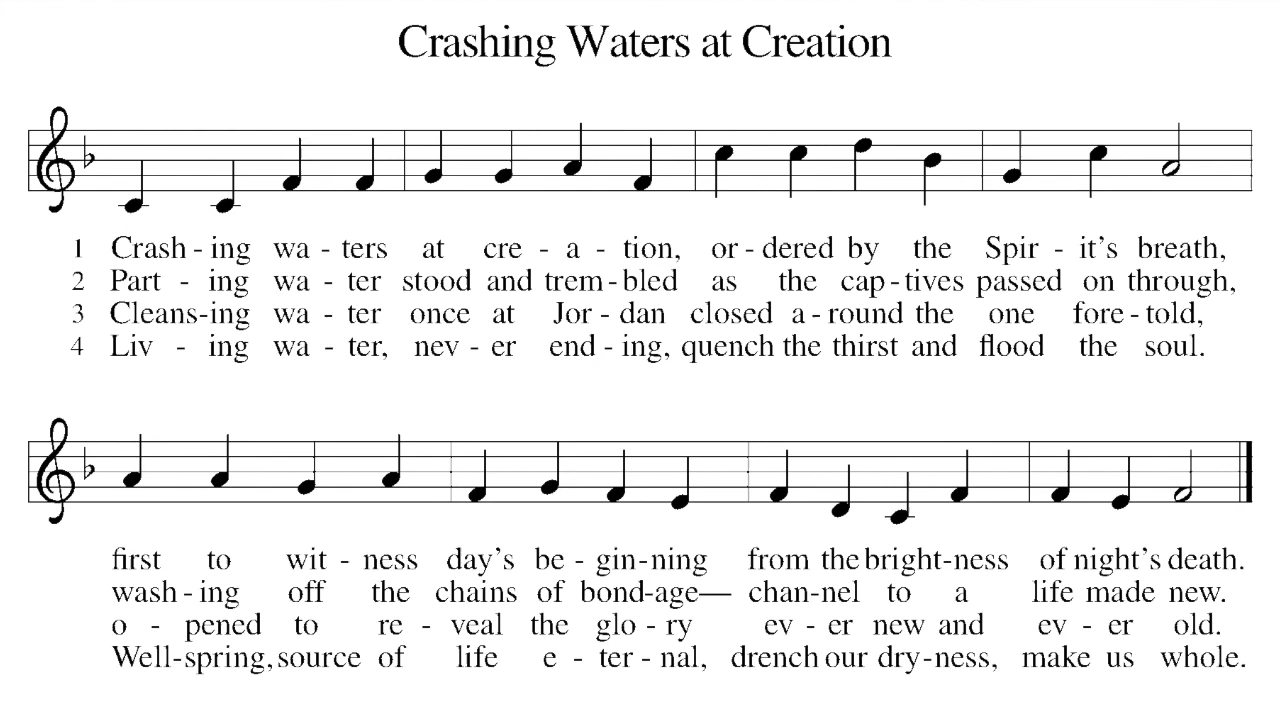 Crashing Waters at Creation
1 Crash - ing wa - ters at cre - a - tion, or - dered by the Spir - it's breath,
2 Part - ing wa - ter stood and trem - bled as the cap - tives passed on through,
3 Cleans - ing wa - ter once at Jor - dan closed a - round the one fore - told,
4 Liv - ing wa - ter, nev - er end - ing, quench the thirst and flood the soul.
first to wit - ness day's be - gin - ning from the bright - ness of night's death.
wash - ing off the chains of bond - age— chan - nel to a life made new.
o - pened to re - veal the glo - ry ev - er new and ev - er old.
Well - spring, source of life e - ter - nal, drench our dry - ness, make us whole.